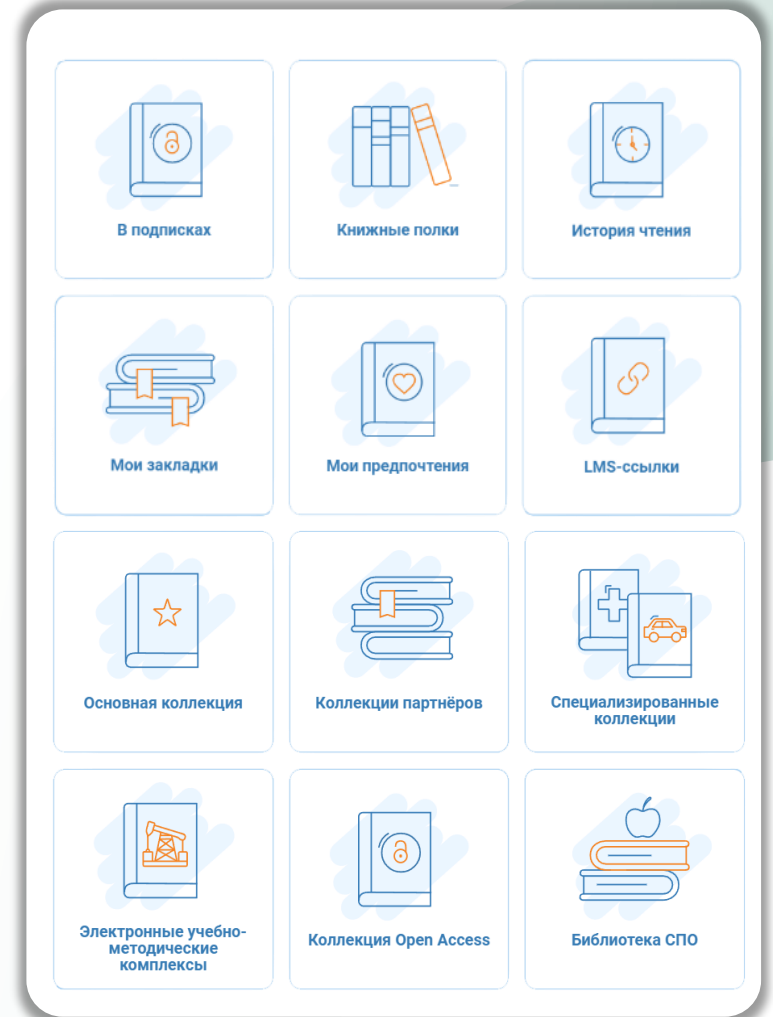 В подписках
Книжные полки
История чтения
Мои закладки
Мои предпочтения
LMS-ссылки
Основная коллекция
Коллекции партнёров
Специализированные
коллекции
Электронные учебно-
методические
комплексы
Коллекция Open Access
Библиотека СПО